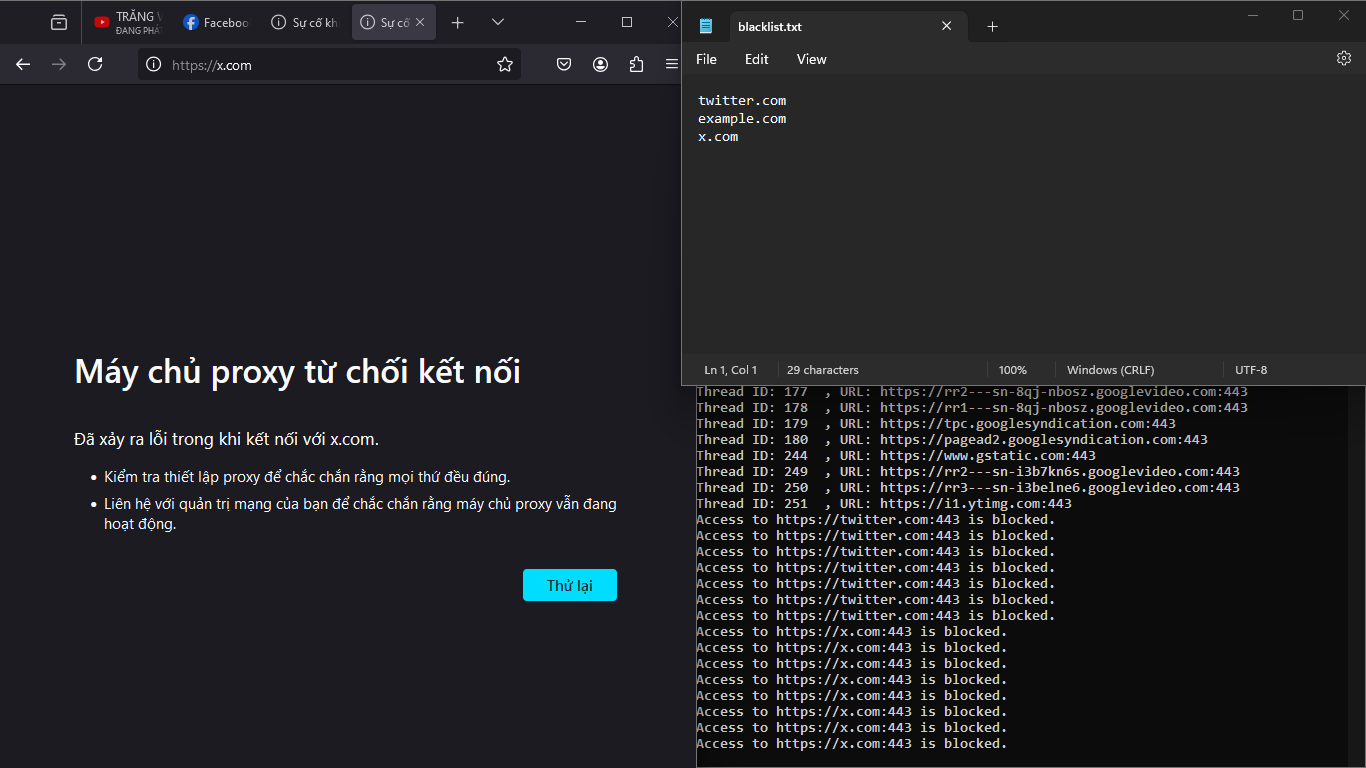 TRĂNG V
ĐANG PHÁ
Faceboo
Sự cố kh
Sự cố
https://x.com
Máy chủ proxy từ chối kết nối
Đã xảy ra lỗi trong khi kết nối với x.com.
Kiểm tra thiết lập proxy để chắc chắn rằng mọi thứ đều đúng.
Liên hệ với quản trị mạng của bạn để chắc chắn rằng máy chủ proxy vẫn đang
hoạt động.
Thử lại
blacklist.txt
File Edit View
twitter.com
example.com
x.com
Ln 1, Col 1 29 characters 100% Windows (CRLF) UTF-8
Thread ID: 177 , URL: https://rr2---sn-8qj-nbosz.googlevideo.com:443
Thread ID: 178 , URL: https://rr1---sn-8qj-nbosz.googlevideo.com:443
Thread ID: 179 , URL: https://tpc.googlesyndication.com:443
Thread ID: 180 , URL: https://pagead2.googlesyndication.com:443
Thread ID: 244 , URL: https://www.gstatic.com:443
Thread ID: 249 , URL: https://rr2---sn-i3b7kn6s.googlevideo.com:443
Thread ID: 250 , URL: https://rr3---sn-i3belne6.googlevideo.com:443
Thread ID: 251 , URL: https://i1.ytimg.com:443
Access to https://twitter.com:443 is blocked.
Access to https://twitter.com:443 is blocked.
Access to https://twitter.com:443 is blocked.
Access to https://twitter.com:443 is blocked.
Access to https://twitter.com:443 is blocked.
Access to https://twitter.com:443 is blocked.
Access to https://twitter.com:443 is blocked.
Access to https://x.com:443 is blocked.
Access to https://x.com:443 is blocked.
Access to https://x.com:443 is blocked.
Access to https://x.com:443 is blocked.
Access to https://x.com:443 is blocked.
Access to https://x.com:443 is blocked.
Access to https://x.com:443 is blocked.
Access to https://x.com:443 is blocked.